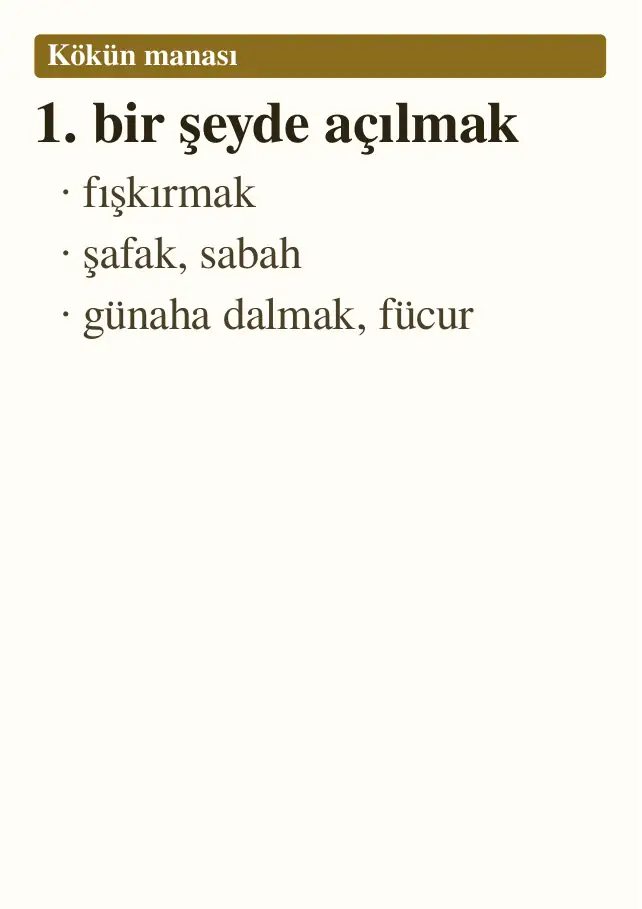 Kökün manası
1. bir şeyde açılmak
· fışkırmak
· şafak, sabah
· günaha dalmak, fücur